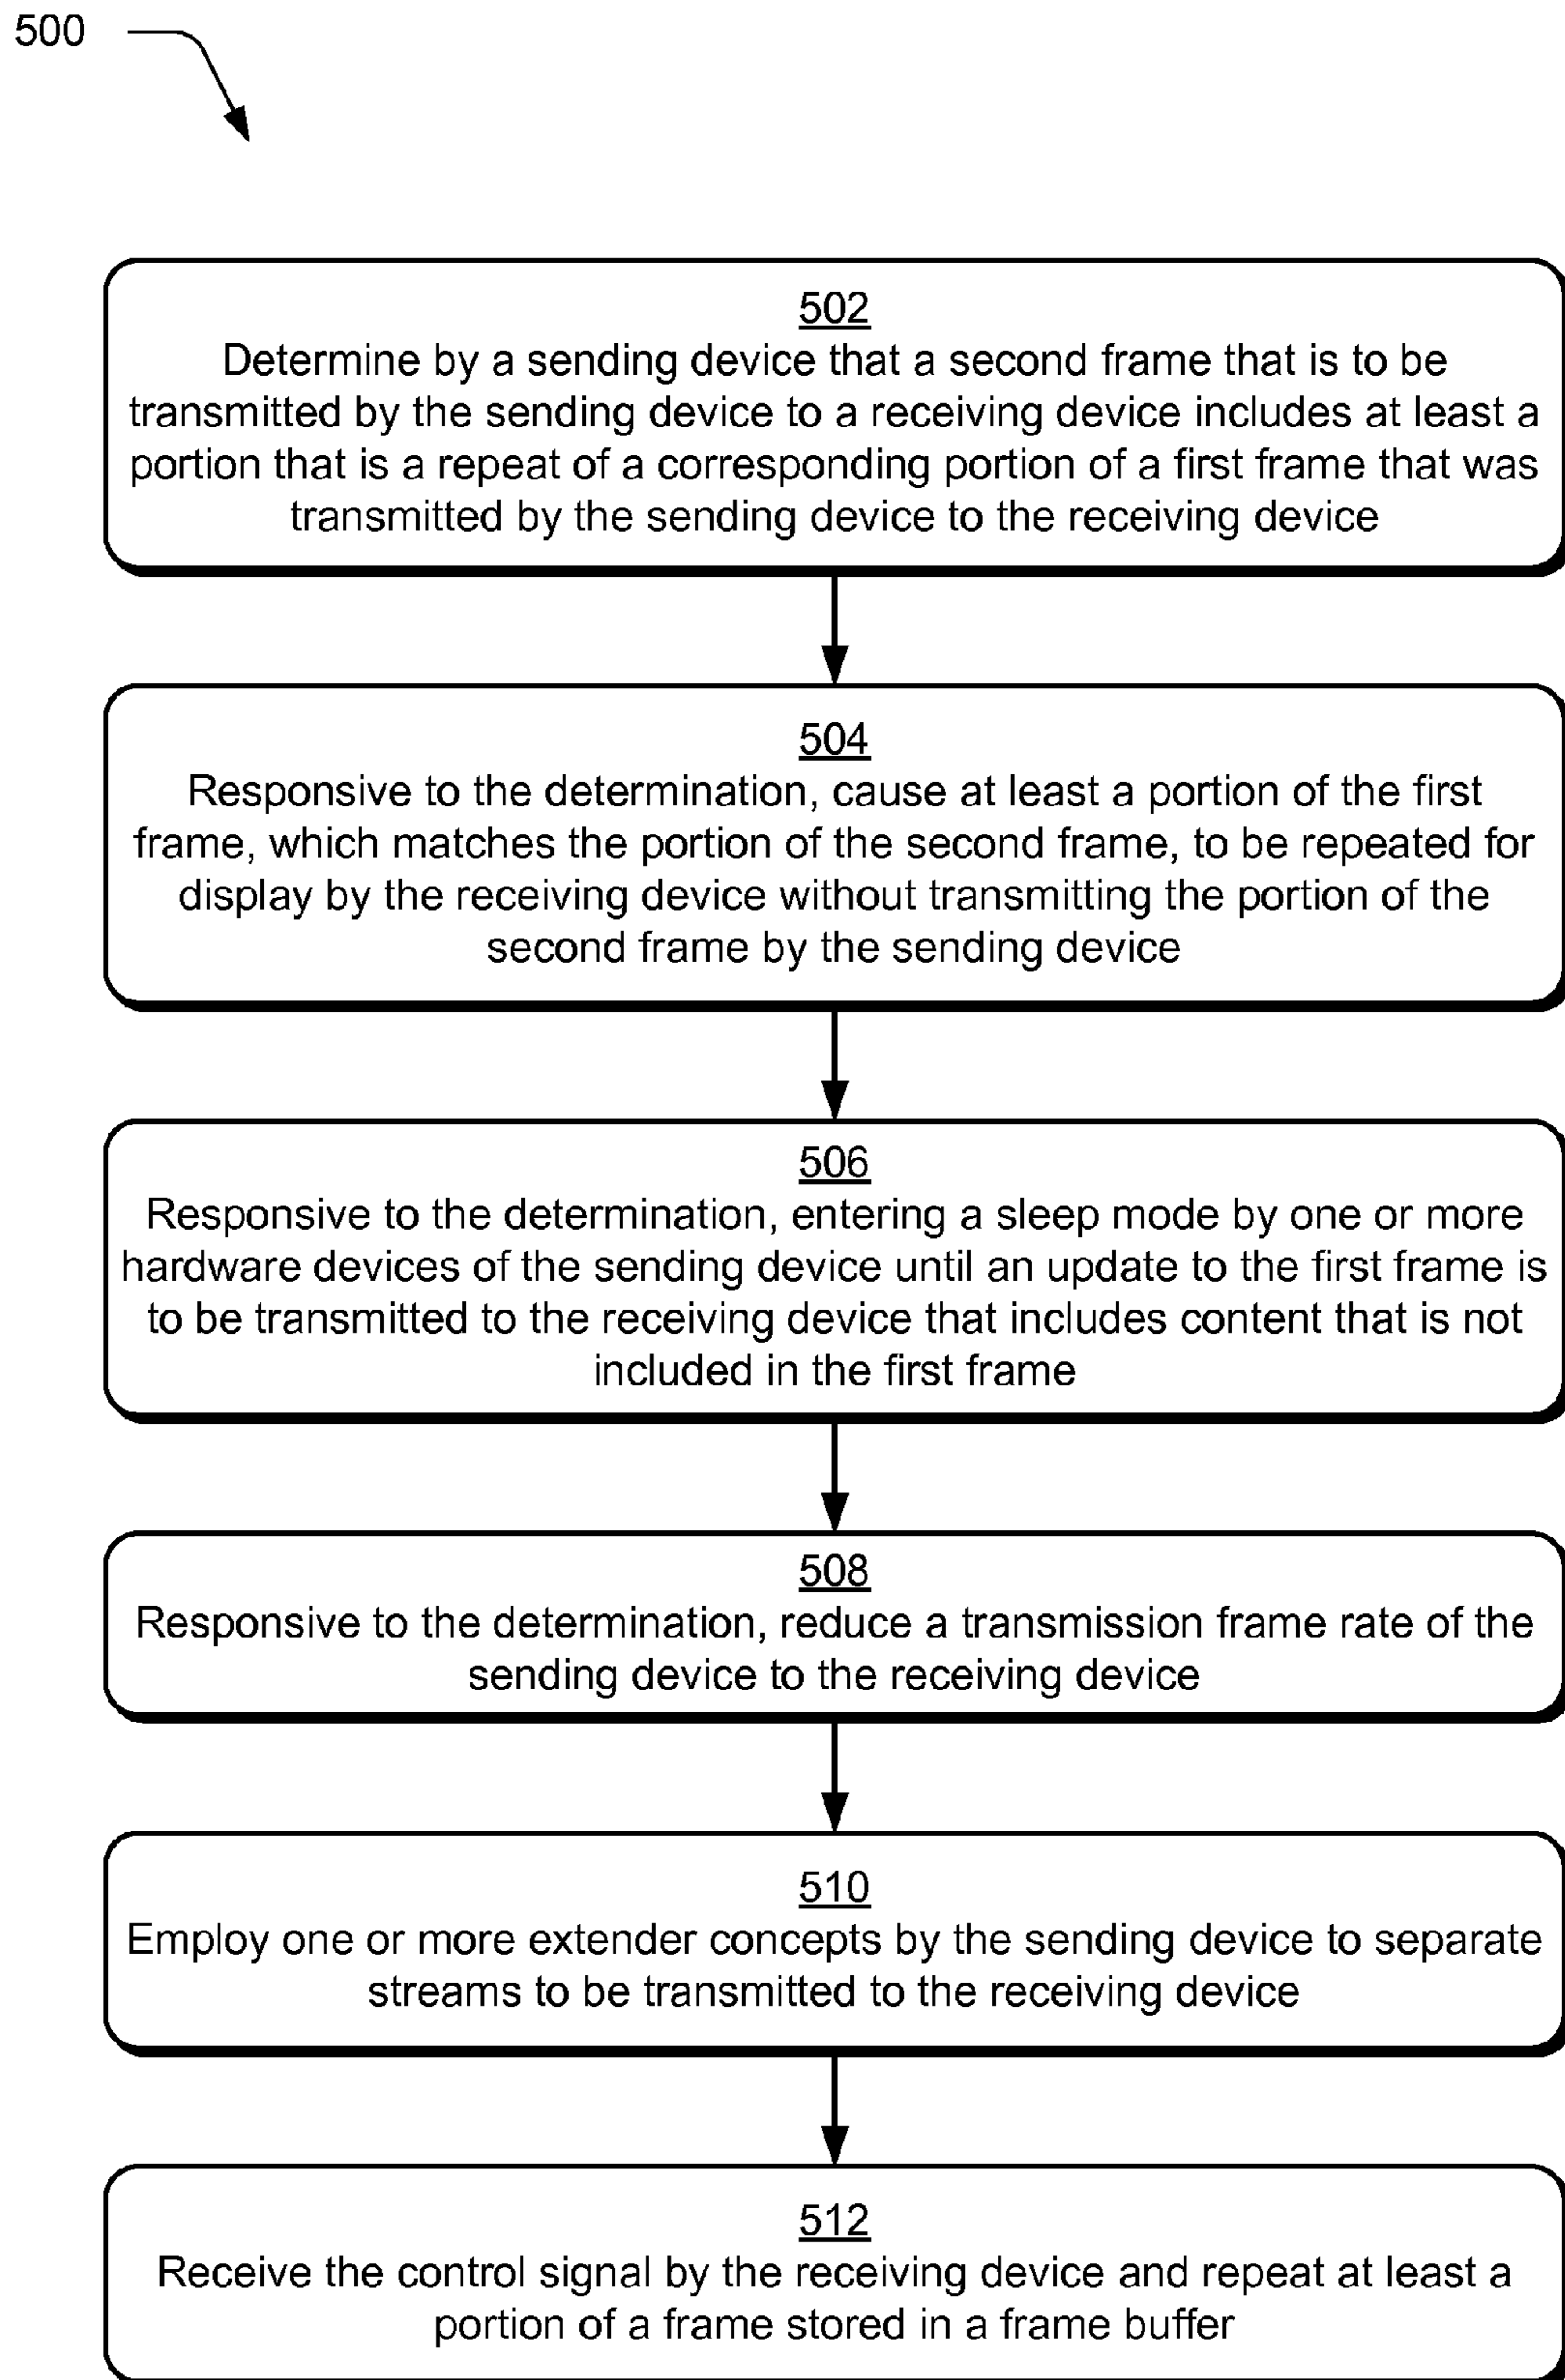 500
502
Determine by a sending device that a second frame that is to be
transmitted by the sending device to a receiving device includes at least a
portion that is a repeat of a corresponding portion of a first frame that was
transmitted by the sending device to the receiving device
504
Responsive to the determination, cause at least a portion of the first
frame, which matches the portion of the second frame, to be repeated for
display by the receiving device without transmitting the portion of the
second frame by the sending device
506
Responsive to the determination, entering a sleep mode by one or more
hardware devices of the sending device until an update to the first frame is
to be transmitted to the receiving device that includes content that is not
included in the first frame
508
Responsive to the determination, reduce a transmission frame rate of the
sending device to the receiving device
510
Employ one or more extender concepts by the sending device to separate
streams to be transmitted to the receiving device
512
Receive the control signal by the receiving device and repeat at least a
portion of a frame stored in a frame buffer